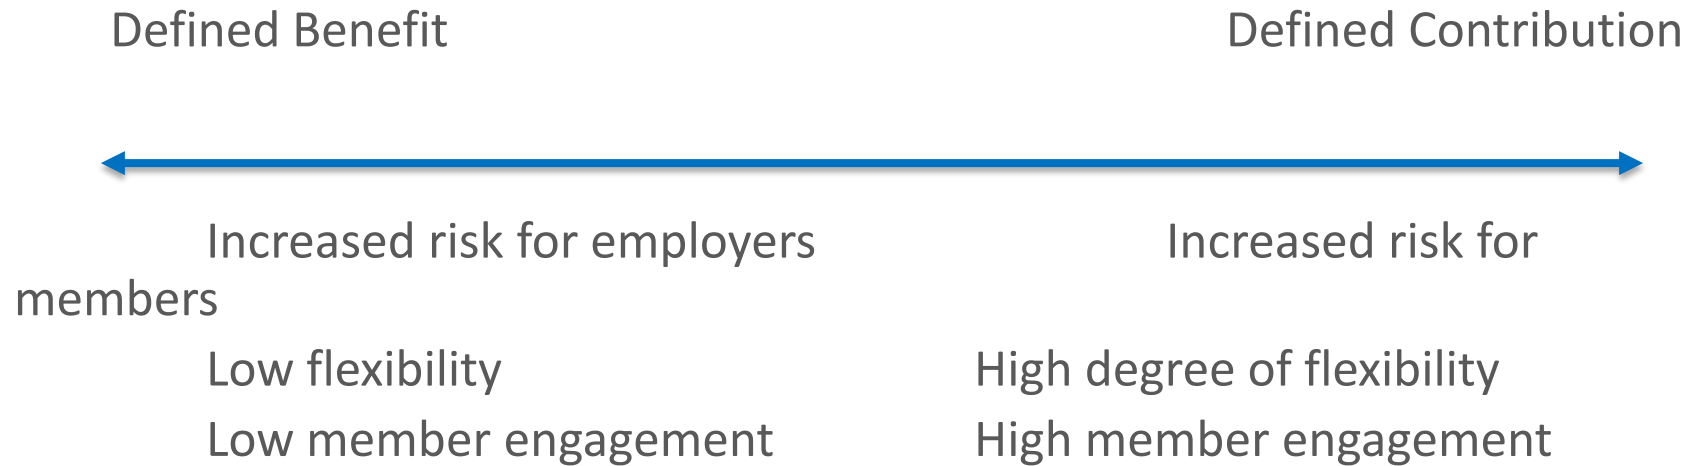 Defined Benefit Defined Contribution
Increased risk for employers Increased risk for
members
Low flexibility High degree of flexibility
Low member engagement High member engagement